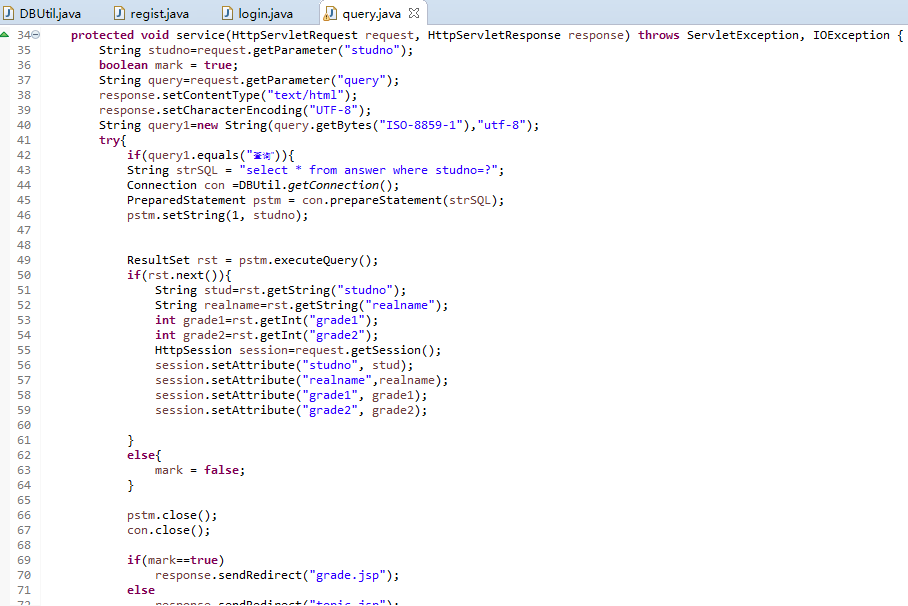 DBUtil.java regist.java login.java query.java
34 protected void service(HttpServletRequest request, HttpServletResponse response) throws ServletException, IOException {
35 String studno=request.getParameter("studno");
36 boolean mark = true;
37 String query=request.getParameter("query");
38 response.setContentType("text/html");
39 response.setCharacterEncoding("UTF-8");
40 String query1=new String(query.getBytes("ISO-8859-1"),"utf-8");
41 try{
42 if(query1.equals("查询")){
43 String strSQL = "select * from answer where studno=?";
44 Connection con =DBUtil.getConnection();
45 PreparedStatement pstm = con.prepareStatement(strSQL);
46 pstm.setString(1, studno);
47
48
49 ResultSet rst = pstm.executeQuery();
50 if(rst.next()){
51 String stud=rst.getString("studno");
52 String realname=rst.getString("realname");
53 int grade1=rst.getInt("grade1");
54 int grade2=rst.getInt("grade2");
55 HttpSession session=request.getSession();
56 session.setAttribute("studno", stud);
57 session.setAttribute("realname",realname);
58 session.setAttribute("grade1", grade1);
59 session.setAttribute("grade2", grade2);
60
61 }
62 else{
63 mark = false;
64 }
65
66 pstm.close();
67 con.close();
68
69 if(mark==true)
70 response.sendRedirect("grade.jsp");
71 else
72 response.sendRedirect("topic.jsp");